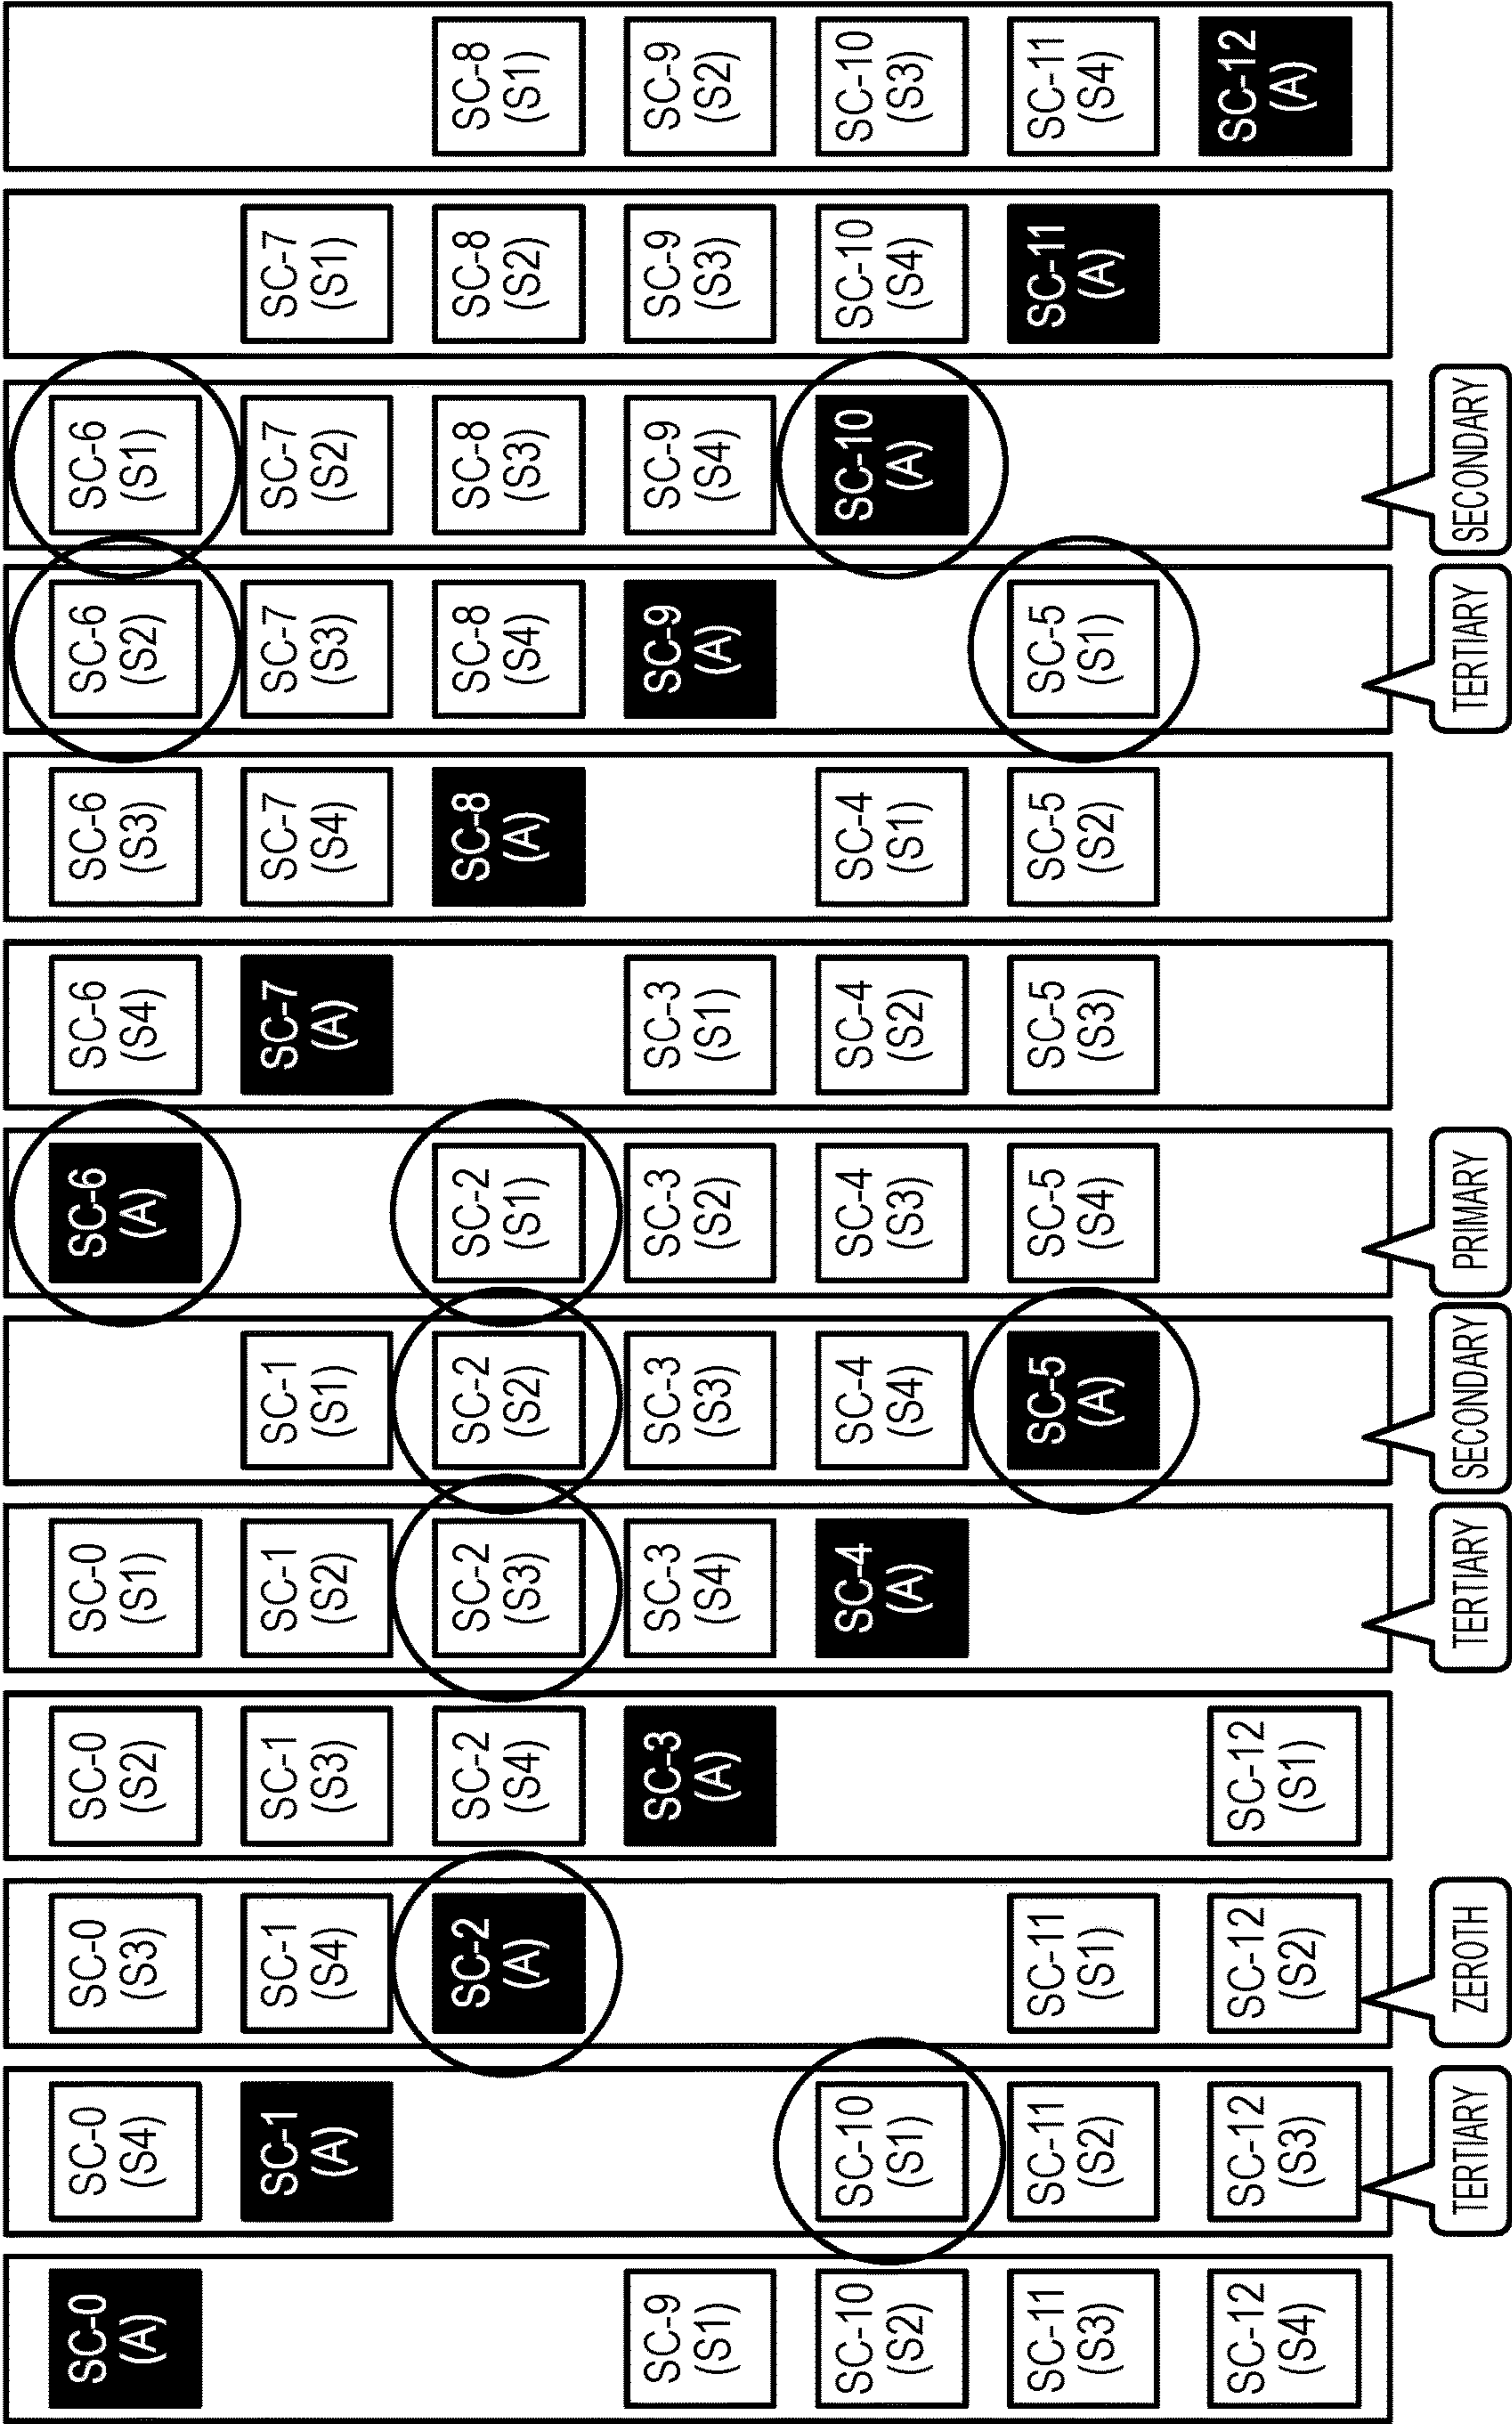 SC-0
(A)
SC-9
(S1)
SC-10
(S2)
SC-11
(S3)
SC-12
(S4)
SC-0
(S4)
SC-1
(A)
SC-10
(S1)
SC-11
(S2)
SC-12
(S3)
TERTIARY
SC-0
(S3)
SC-1
(S4)
SC-2
(A)
SC-11
(S1)
SC-12
(S2)
ZEROTH
SC-0
(S2)
SC-1
(S3)
SC-2
(S4)
SC-3
(A)
SC-12
(S1)
SC-0
(S1)
SC-1
(S2)
SC-2
(S3)
SC-3
(S4)
SC-4
(A)
TERTIARY
SC-1
(S1)
SC-2
(S2)
SC-3
(S3)
SC-4
(S4)
SC-5
(A)
SECONDARY
SC-6
(A)
SC-2
(S1)
SC-3
(S2)
SC-4
(S3)
SC-5
(S4)
PRIMARY
SC-6
(S4)
SC-7
(A)
SC-3
(S1)
SC-4
(S2)
SC-5
(S3)
SC-6
(S3)
SC-7
(S4)
SC-8
(A)
SC-4
(S1)
SC-5
(S2)
SC-6
(S2)
SC-7
(S3)
SC-8
(S4)
SC-9
(A)
SC-5
(S1)
TERTIARY
SC-6
(S1)
SC-7
(S2)
SC-8
(S3)
SC-9
(S4)
SC-10
(A)
SECONDARY
SC-7
(S1)
SC-8
(S2)
SC-9
(S3)
SC-10
(S4)
SC-11
(A)
SC-8
(S1)
SC-9
(S2)
SC-10
(S3)
SC-11
(S4)
SC-12
(A)